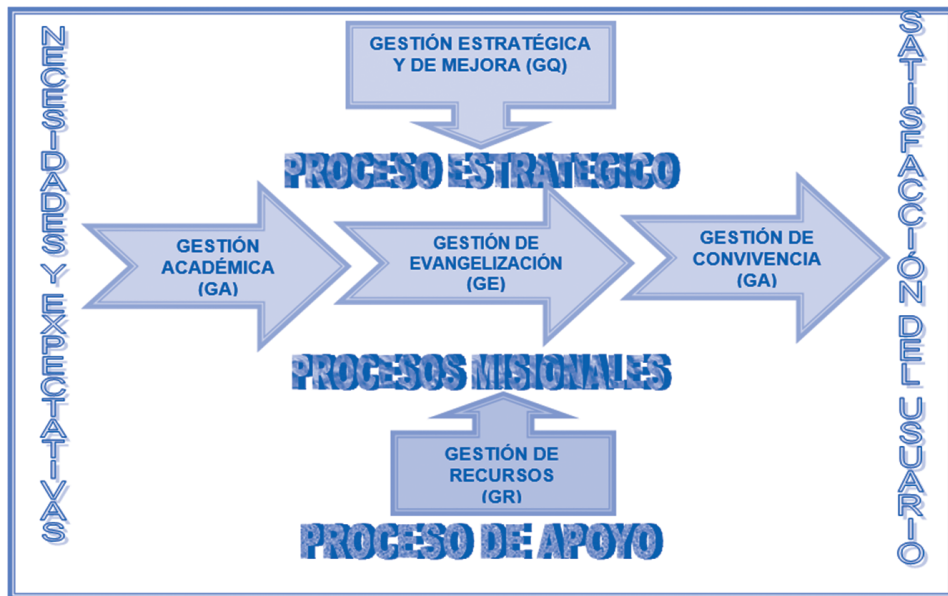 NECESIDADES Y EXPECTATIVAS
GESTIÓN ESTRATÉGICA
Y DE MEJORA (GQ)
PROCESO ESTRATEGICO
GESTIÓN
ACADÉMICA
(GA)
GESTIÓN DE
EVANGELIZACIÓN
(GE)
GESTIÓN DE
CONVIVENCIA
(GA)
PROCESOS MISIONALES
GESTIÓN DE
RECURSOS
(GR)
PROCESO DE APOYO
SATISFACCIÓN DEL USUARIO